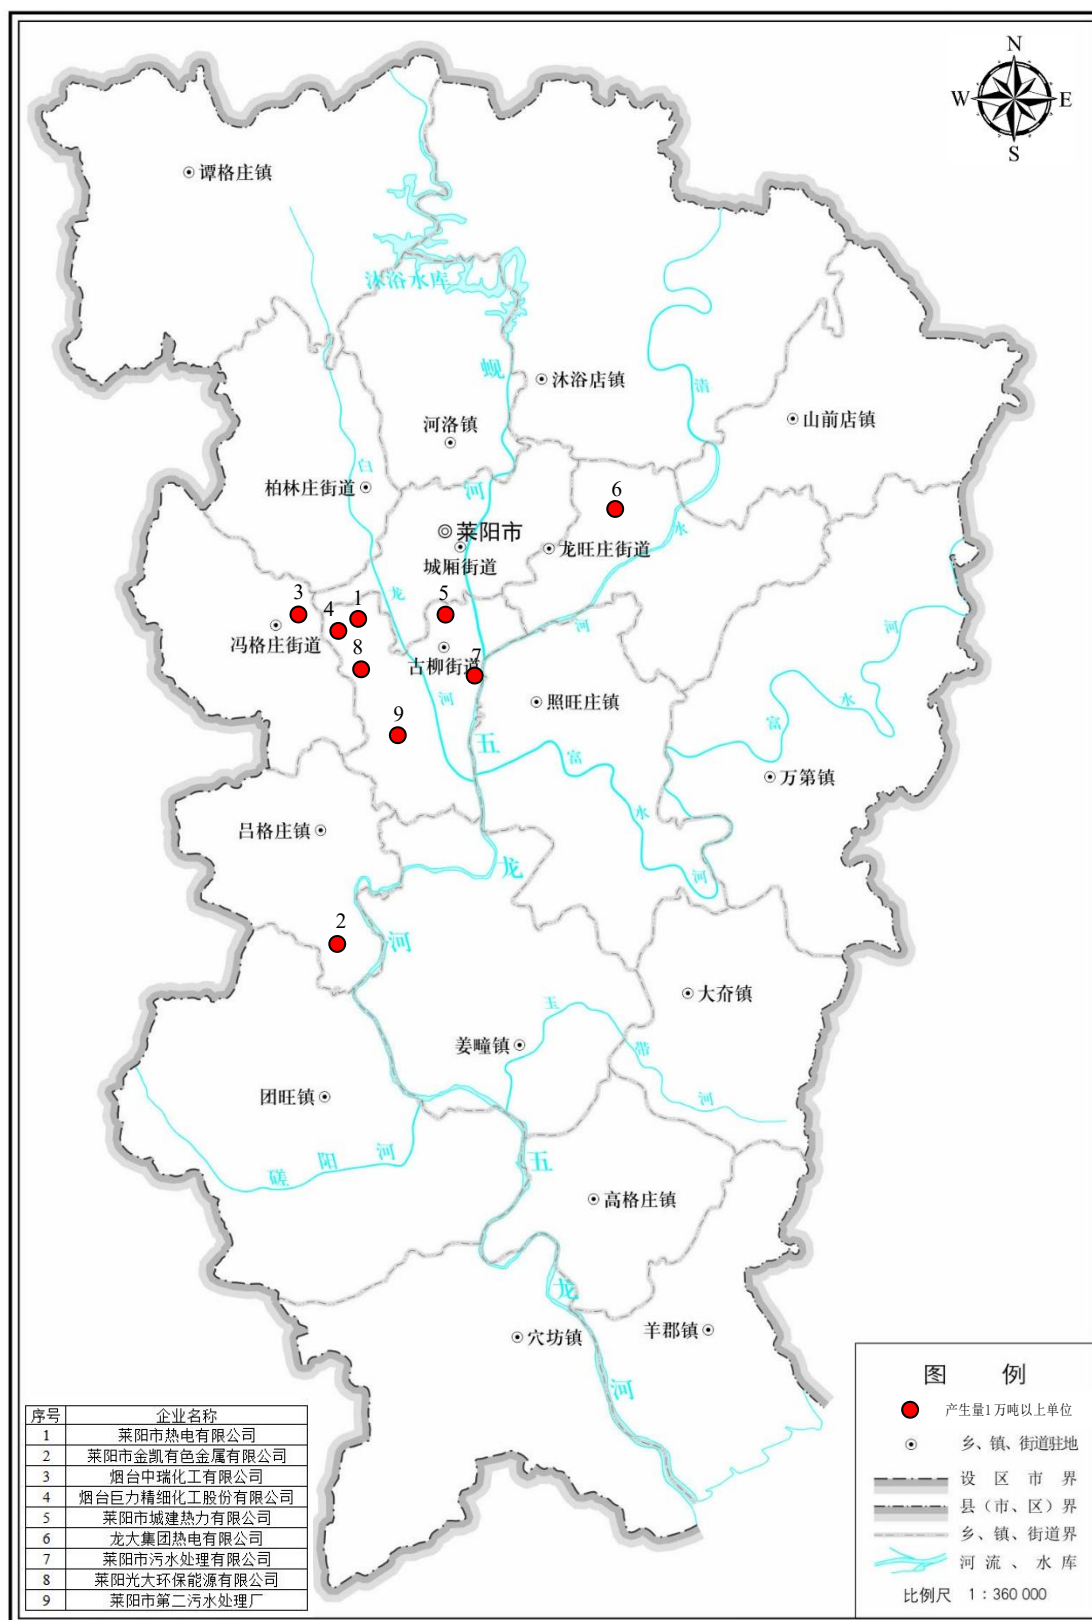 N
W
E
S
谭格庄镇
沐浴水库
蚬
沐浴店镇
清
山前店镇
河洛镇
白
柏林庄街道
河
6
莱阳市
水
城厢街道
龙旺庄街道
龙
3
4
1
5
河
河
冯格庄街道
8
古柳街道
7
河
照旺庄镇
水
富
9
五
富
万第镇
水
吕格庄镇
龙
河
2
河
大夼镇
玉
姜疃镇
带
河
团旺镇
磋
阳
河
五
高格庄镇
龙
穴坊镇
羊郡镇
河
序号 企业名称
1 莱阳市热电有限公司
2 莱阳市金凯有色金属有限公司
3 烟台中瑞化工有限公司
4 烟台巨力精细化工股份有限公司
5 莱阳市城建热力有限公司
6 龙大集团热电有限公司
7 莱阳市污水处理有限公司
8 莱阳光大环保能源有限公司
9 莱阳市第二污水处理厂
图 例
产生量1万吨以上单位
乡、镇、街道驻地
设 区 市 界
县（市、区）界
乡、镇、街道界
河 流 、 水 库
比例尺 1：360 000